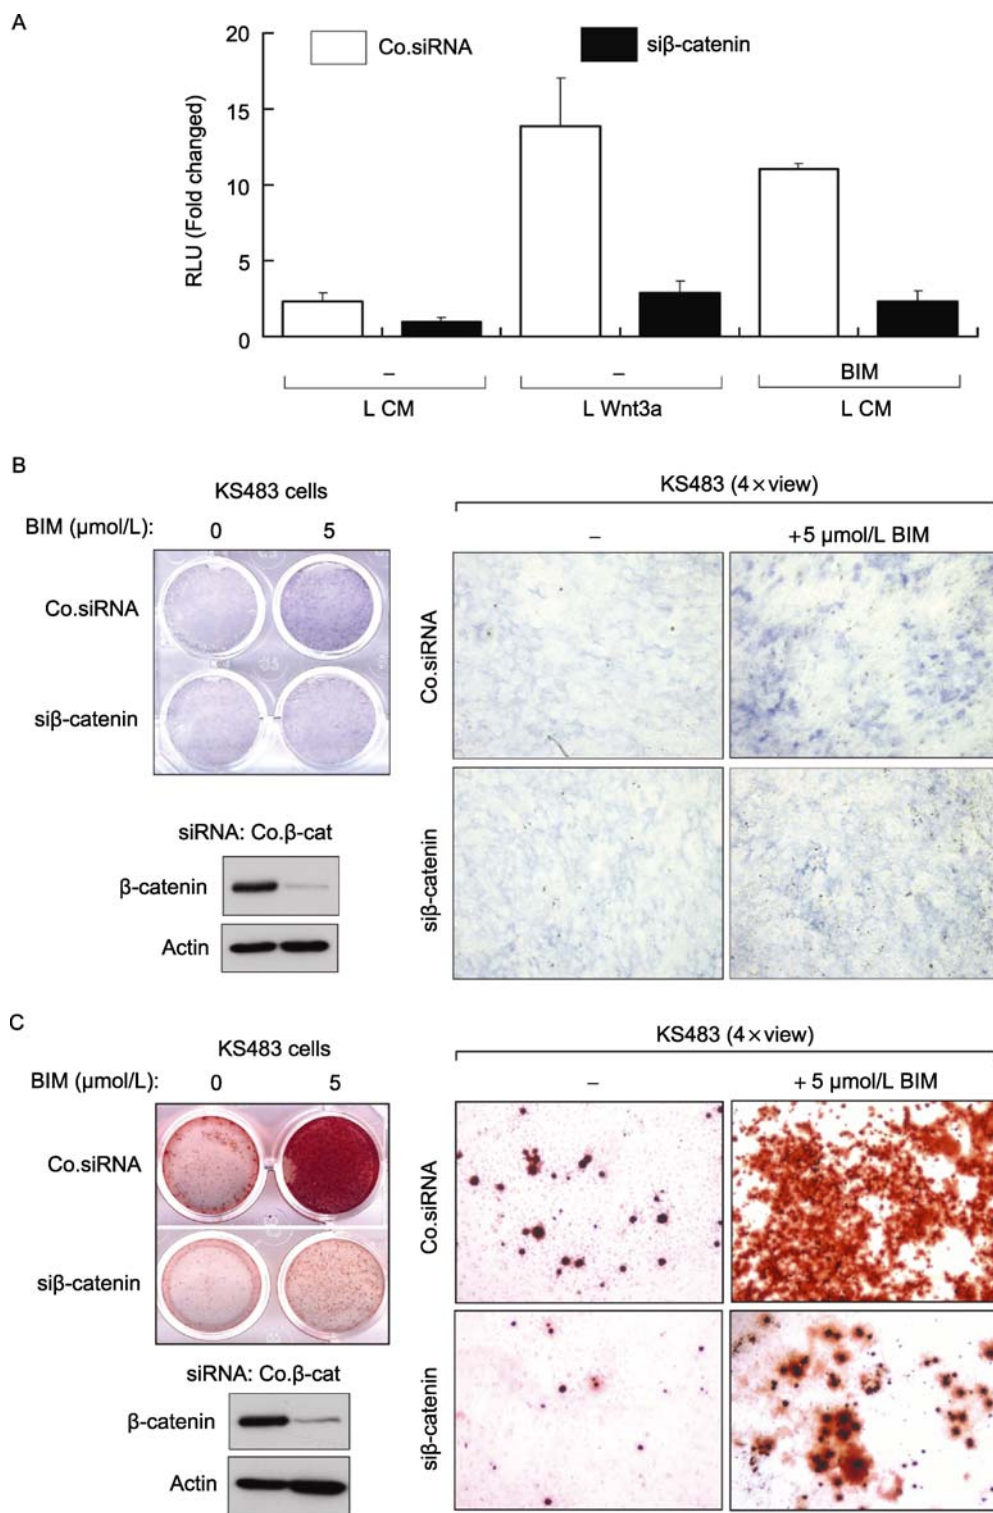 A
20
15
10
5
0
RLU (Fold changed)
Co.siRNA
siβ-catenin
–
–
BIM
L CM
L Wnt3a
L CM
B
KS483 cells
BIM (μmol/L): 0 5
Co.siRNA
siβ-catenin
siRNA: Co.β-cat
β-catenin
Actin
KS483 (4×view)
–
+5 μmol/L BIM
Co.siRNA
siβ-catenin
C
KS483 cells
BIM (μmol/L): 0 5
Co.siRNA
siβ-catenin
siRNA: Co.β-cat
β-catenin
Actin
KS483 (4×view)
–
+ 5 μmol/L BIM
Co.siRNA
siβ-catenin